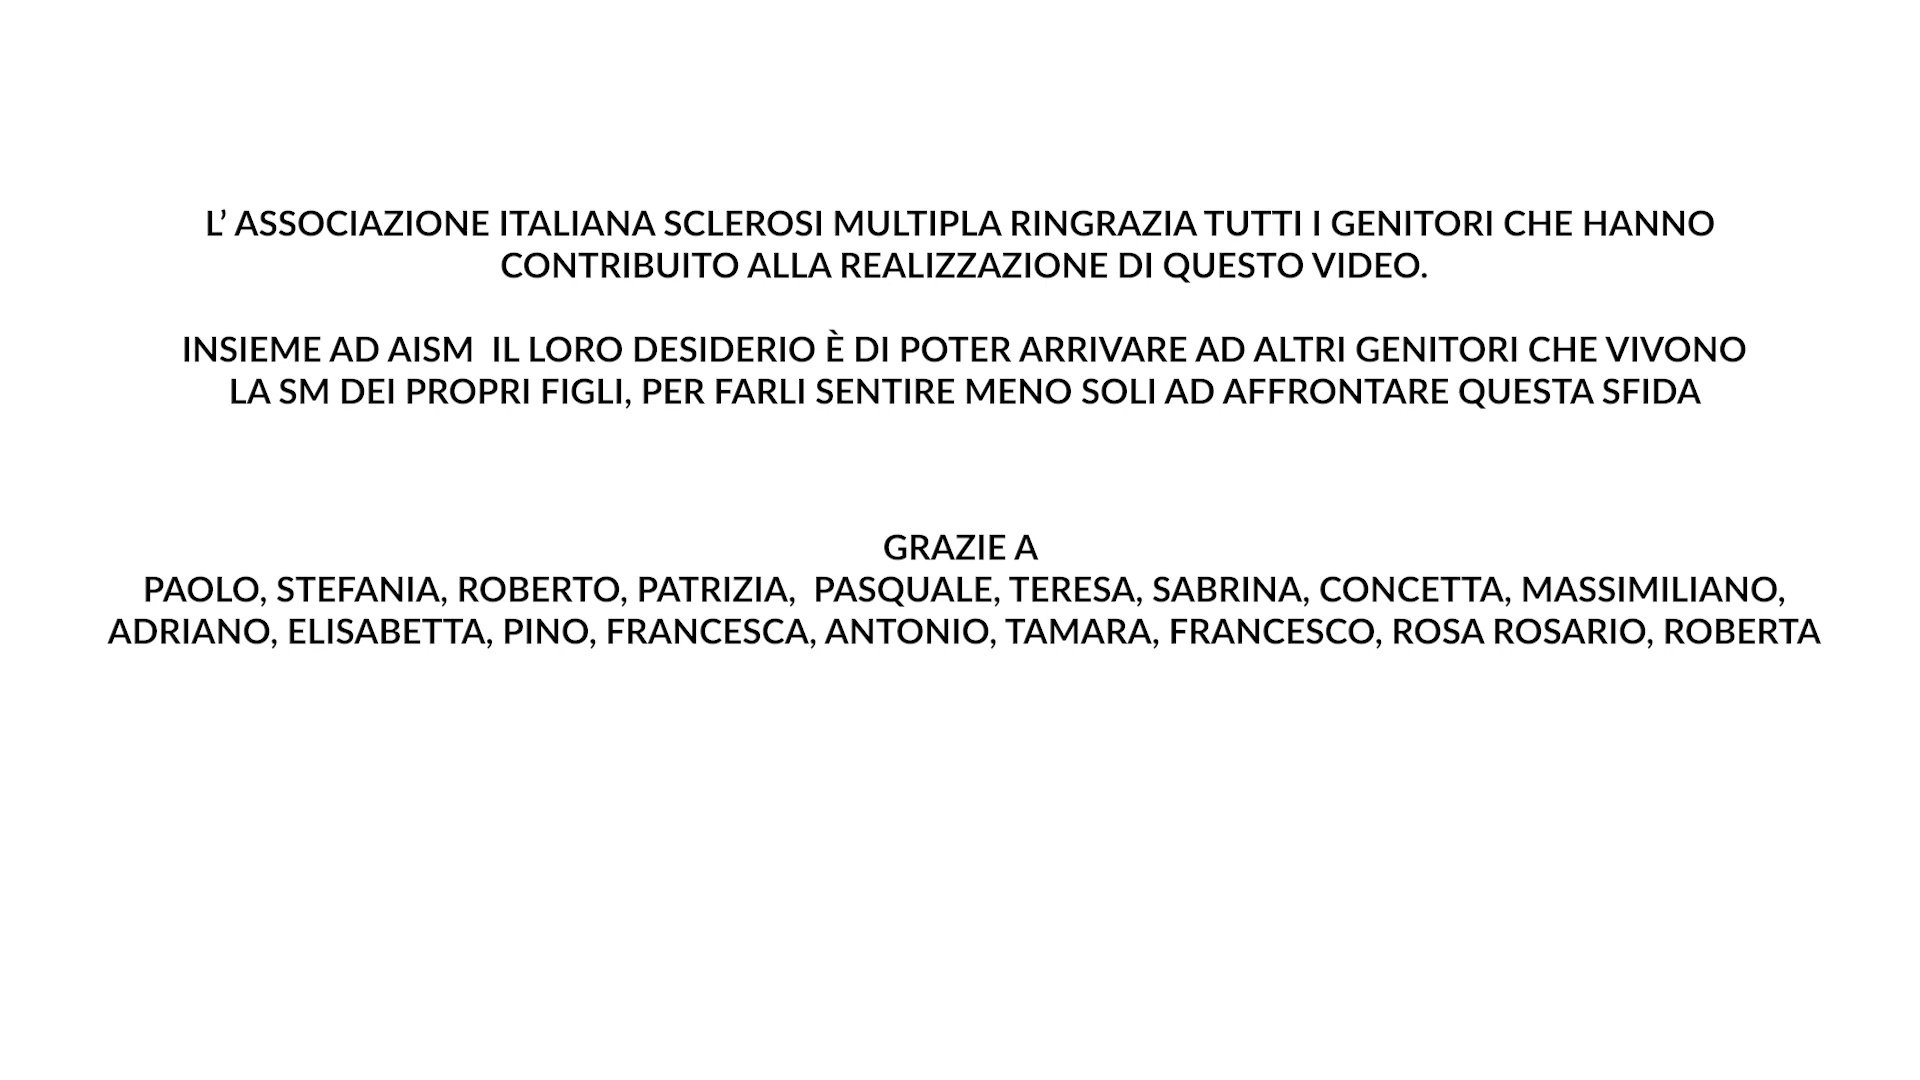 L’ ASSOCIAZIONE ITALIANA SCLEROSI MULTIPLA RINGRAZIA TUTTI I GENITORI CHE HANNO
CONTRIBUITO ALLA REALIZZAZIONE DI QUESTO VIDEO.
INSIEME AD AISM  IL LORO DESIDERIO È DI POTER ARRIVARE AD ALTRI GENITORI CHE VIVONO
LA SM DEI PROPRI FIGLI, PER FARLI SENTIRE MENO SOLI AD AFFRONTARE QUESTA SFIDA
GRAZIE A
PAOLO, STEFANIA, ROBERTO, PATRIZIA,  PASQUALE, TERESA, SABRINA, CONCETTA, MASSIMILIANO,
ADRIANO, ELISABETTA, PINO, FRANCESCA, ANTONIO, TAMARA, FRANCESCO, ROSA ROSARIO, ROBERTA